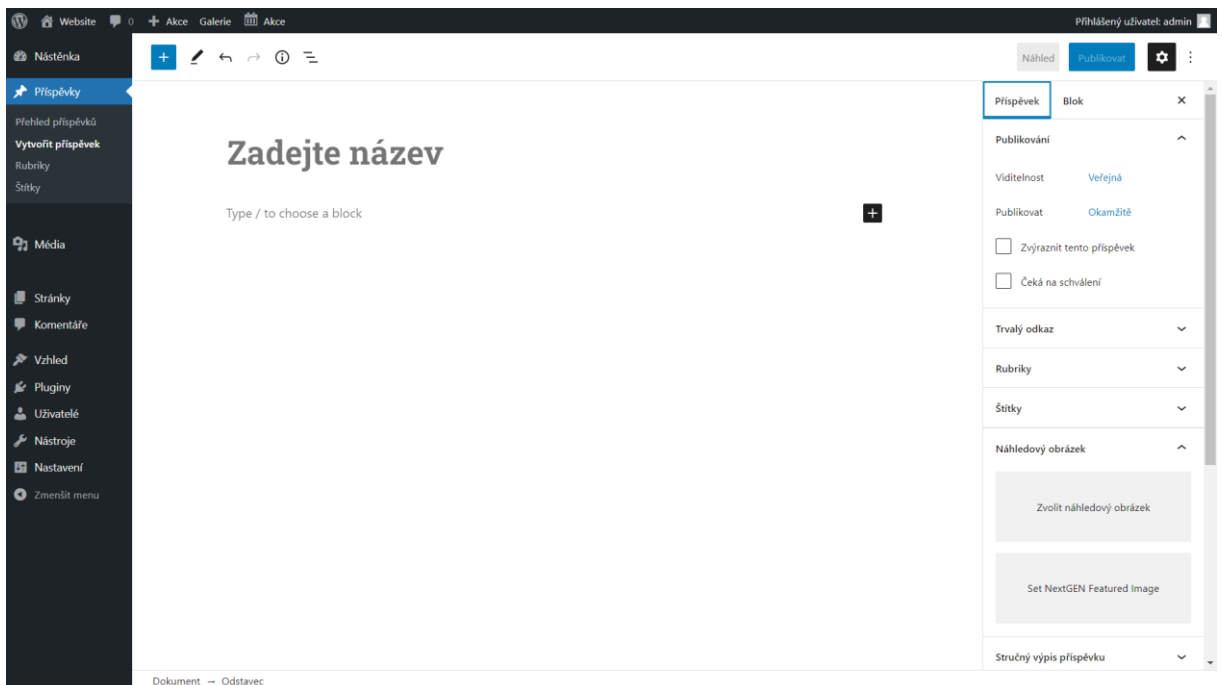 Website 0 Akce Galerie Akce Přihlášený uživatel: admin
Nástěnka
Příspěvky
Přehled příspěvků
Vytvořit příspěvek
Rubriky
Štítky
Média
Stránky
Komentáře
Vzhled
Pluginy
Uživatelé
Nástroje
Nastavení
Zmenšit menu
Náhled Publikovat
Zadejte název
Type / to choose a block
Příspěvek Blok
Publikování
Viditelnost Veřejná
Publikovat Okamžitě
Zvýraznit tento příspěvek
Čeká na schválení
Trvalý odkaz
Rubriky
Štítky
Náhledový obrázek
Zvolit náhledový obrázek
Set NextGEN Featured Image
Stručný výpis příspěvku
Dokument → Odstavec